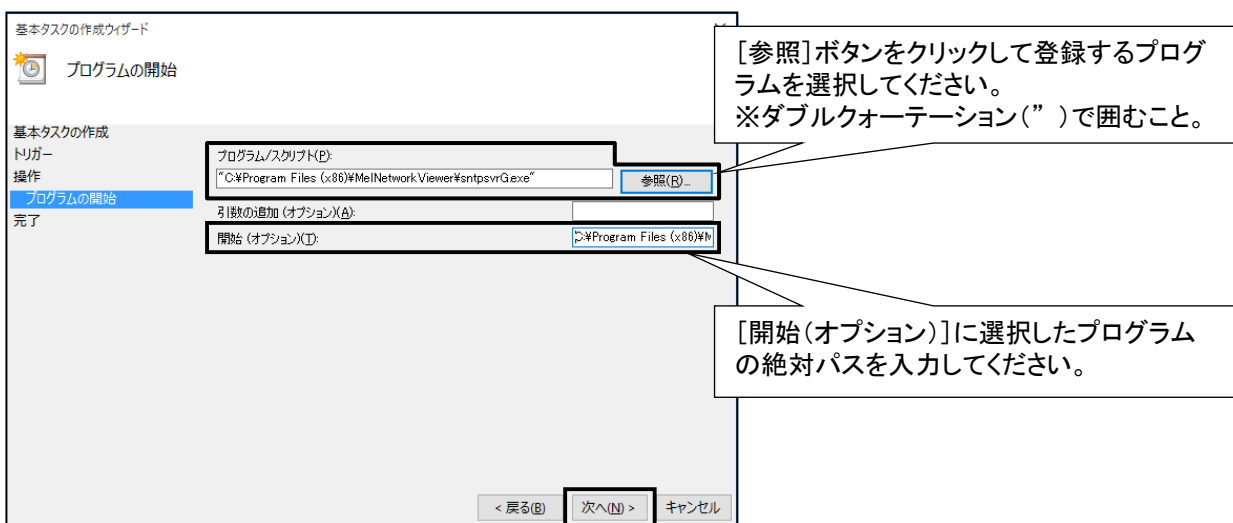 基本タスクの作成ウィザード
プログラムの開始
[参照]ボタンをクリックして登録するプログ
ラムを選択してください。
※ダブルクォーテーション(”)で囲むこと。
基本タスクの作成
トリガー
操作
プログラムの開始
完了
プログラム/スクリプト(P):
"C:¥Program Files (x86)¥MelNetworkViewer¥sntpsvrG.exe"
参照(R)...
引数の追加 (オプション)(A):
開始 (オプション)(T):
C:¥Program Files (x86)¥M
[開始(オプション)]に選択したプログラム
の絶対パスを入力してください。
< 戻る(B)
次へ(N) >
キャンセル